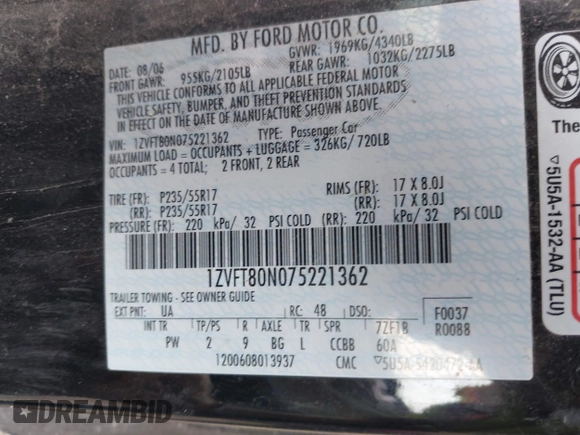 MFD. BY FORD MOTOR CO.
DATE: 08/06 GVWR: 1969KG/4340LB
FRONT GAWR: 955KG/2105LB REAR GAWR: 1032KG/2275LB
THIS VEHICLE CONFORMS TO ALL APPLICABLE FEDERAL MOTOR
VEHICLE SAFETY, BUMPER, AND THEFT PREVENTION STANDARDS
IN EFFECT ON THE DATE OF MANUFACTURE SHOWN ABOVE.
VIN: 1ZVFT80N075221362 TYPE: Passenger Car
MAXIMUM LOAD = OCCUPANTS + LUGGAGE = 326KG/ 720LB
OCCUPANTS = 4 TOTAL; 2 FRONT, 2 REAR
TIRE (FR): P235/55R17 RIMS (FR): 17 X 8.0J
(RR): P235/55R17 (RR): 17 X 8.0J
PRESSURE (FR): 220 kPa/ 32 PSI COLD (RR): 220 kPa/ 32 PSI COLD
1ZVFT80N075221362
TRAILER TOWING - SEE OWNER GUIDE
EXT PNT: UA RC: 48 DSO: F0037
INT TR TP/PS R AXLE TR SPR 7ZF1B R0088
PW 2 9 BG L CCBB 60A
1200608013937 CMC
The
▽5U5A-1532-AA (TLU)
DREAMBID